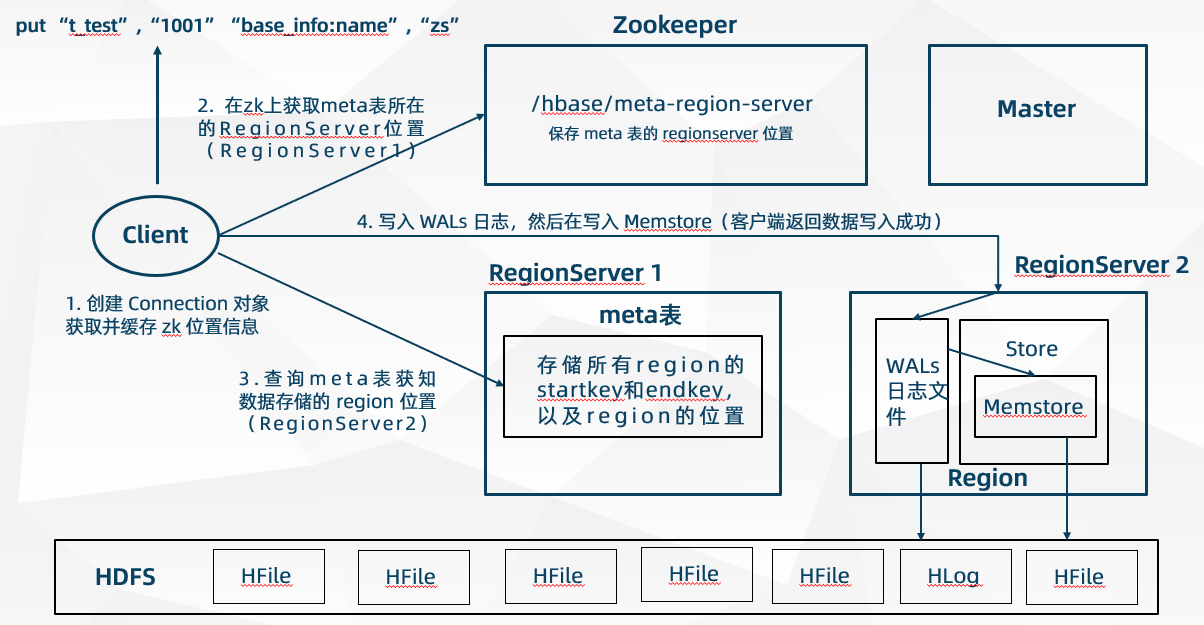 put “t_test” , “1001” “base_info:name” , “zs”
Zookeeper
2. 在zk上获取meta表所在
的RegionServer位置
（RegionServer1）
/hbase/meta-region-server
保存 meta 表的 regionserver 位置
Master
Client
4. 写入 WALs 日志，然后在写入 Memstore（客户端返回数据写入成功）
1. 创建 Connection 对象
获取并缓存 zk 位置信息
3.查询meta表获知
数据存储的 region 位置
（RegionServer2）
RegionServer 1
meta表
存储所有region的
startkey和endkey，
以及region的位置
RegionServer 2
WALs
日志文
件
Store
Memstore
Region
HDFS
HFile
HFile
HFile
HFile
HFile
HLog
HFile